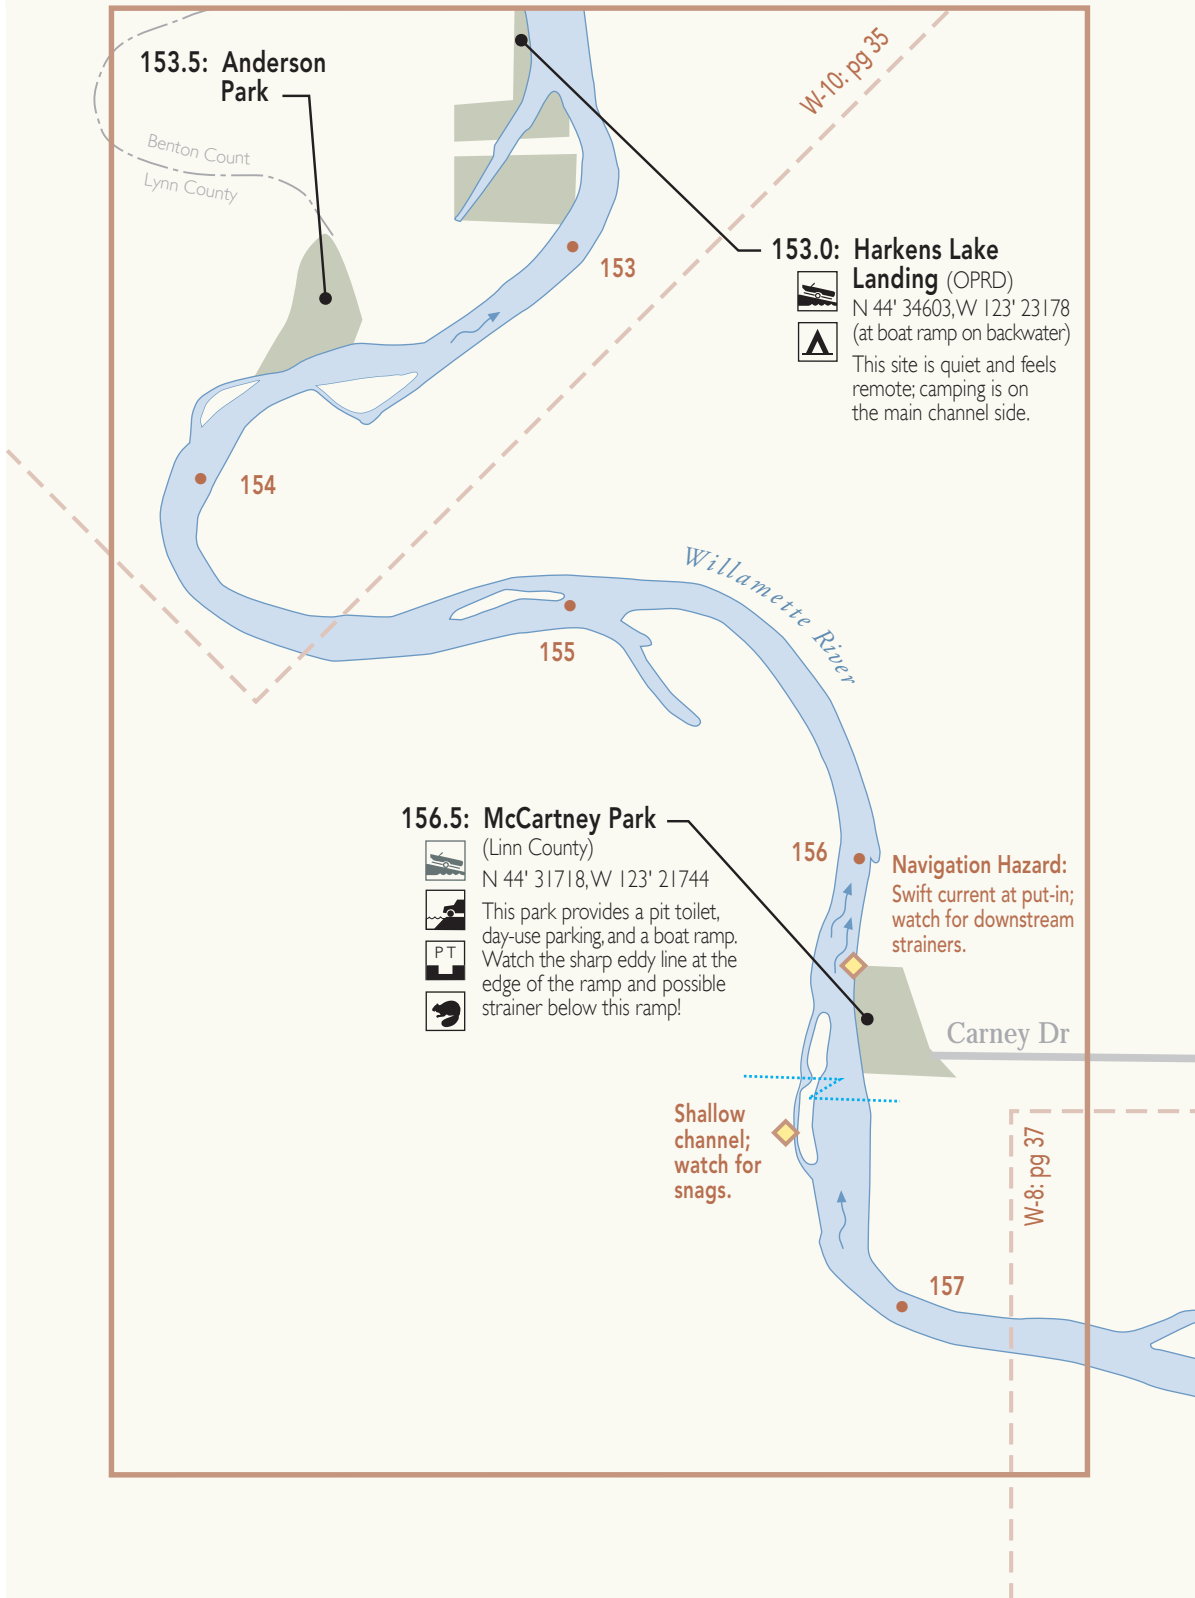 153.5: Anderson
Park
Benton Count
Lynn County
W-10: pg 35
153
153.0: Harkens Lake
Landing (OPRD)
N 44' 34603, W 123' 23178
(at boat ramp on backwater)
This site is quiet and feels
remote; camping is on
the main channel side.
154
Willamette River
155
156.5: McCartney Park
(Linn County)
N 44' 31718, W 123' 21744
This park provides a pit toilet,
day-use parking, and a boat ramp.
Watch the sharp eddy line at the
edge of the ramp and possible
strainer below this ramp!
P T
156
Navigation Hazard:
Swift current at put-in;
watch for downstream
strainers.
Carney Dr
Shallow
channel;
watch for
snags.
W-8: pg 37
157